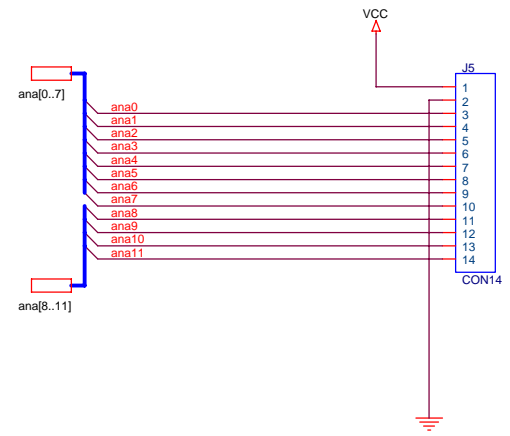 VCC
J5
ana[0..7]
1
2
ana0 3
ana1 4
ana2 5
ana3 6
ana4 7
ana5 8
ana6 9
ana7 10
ana8 11
ana9 12
ana10 13
ana11 14
CON14
ana[8..11]